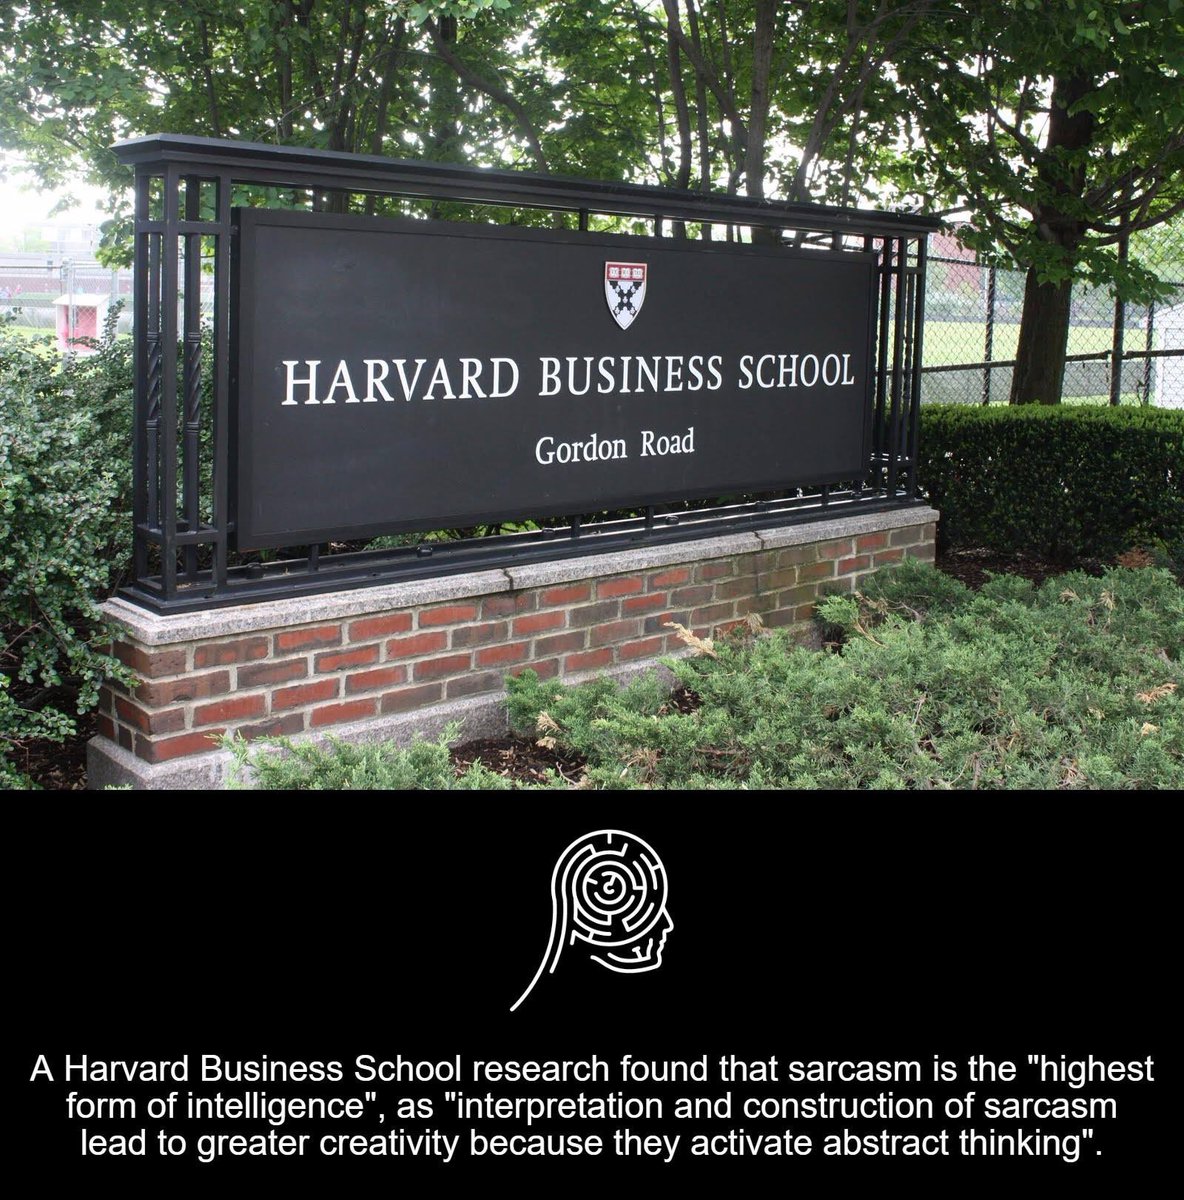 HARVARD BUSINESS SCHOOL
Gordon Road
A Harvard Business School research found that sarcasm is the "highest
form of intelligence", as "interpretation and construction of sarcasm
lead to greater creativity because they activate abstract thinking".